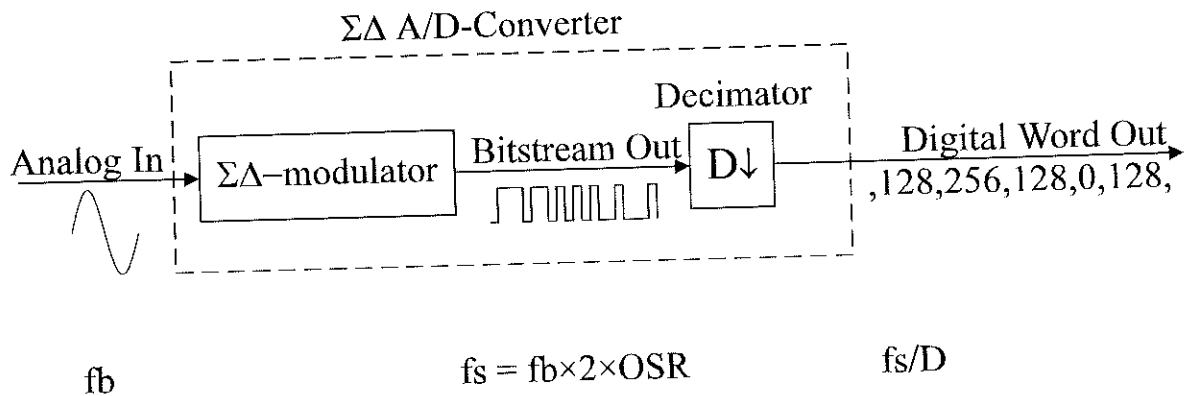 ΣΔ A/D-Converter
Decimator
Analog In
ΣΔ–modulator
Bitstream Out
D↓
Digital Word Out
,128,256,128,0,128,
fb
fs = fb×2×OSR
fs/D